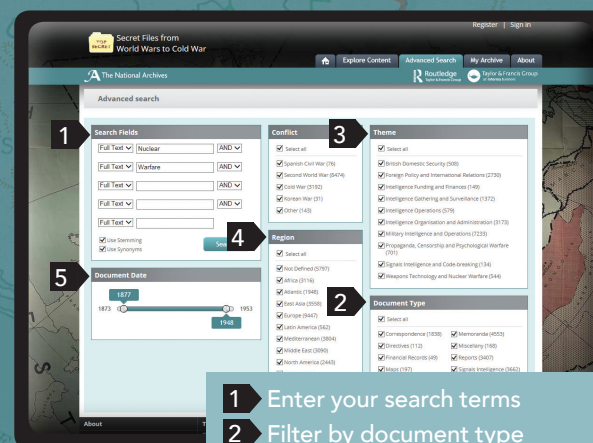 Register | Sign in
TOP SECRET
Secret Files from
World Wars to Cold War
Explore Content Advanced Search My Archive About
The National Archives
Routledge
Taylor & Francis Group
Taylor & Francis Group
an informa business
Advanced search
1
Search Fields
Full Text Nuclear AND
Full Text Warfare AND
Full Text AND
Full Text AND
Full Text
Use Stemming
Use Synonyms
5
Document Date
1877
1873 1953
1948
Conflict
Select all
Spanish Civil War (76)
Second World War (8474)
Cold War (3192)
Korean War (31)
Other (143)
4
Region
Select all
Not Defined (5797)
Africa (3116)
Atlantic (1948)
East Asia (3558)
Europe (9447)
Latin America (562)
Mediterranean (3804)
Middle East (3090)
North America (2443)
3
Theme
Select all
British Domestic Security (508)
Foreign Policy and International
Relations (2730)
Intelligence Funding and
Finances (149)
Intelligence Gathering and Surveillance (1372)
Intelligence Operations (579)
Intelligence Organisation and Administration (3173)
Military Intelligence and Operations (7233)
Propaganda, Censorship and Psychological Warfare
(701)
Signals Intelligence and Code-breaking (134)
Weapons Technology and Nuclear Warfare (544)
2
Document Type
Select all
Correspondence (1838) Memoranda (4553)
Directives (112) Miscellany (168)
Financial Records (49) Reports (3407)
Maps (197) Signals Intelligence (3662)
About
1 Enter your search terms
2 Filter by document type